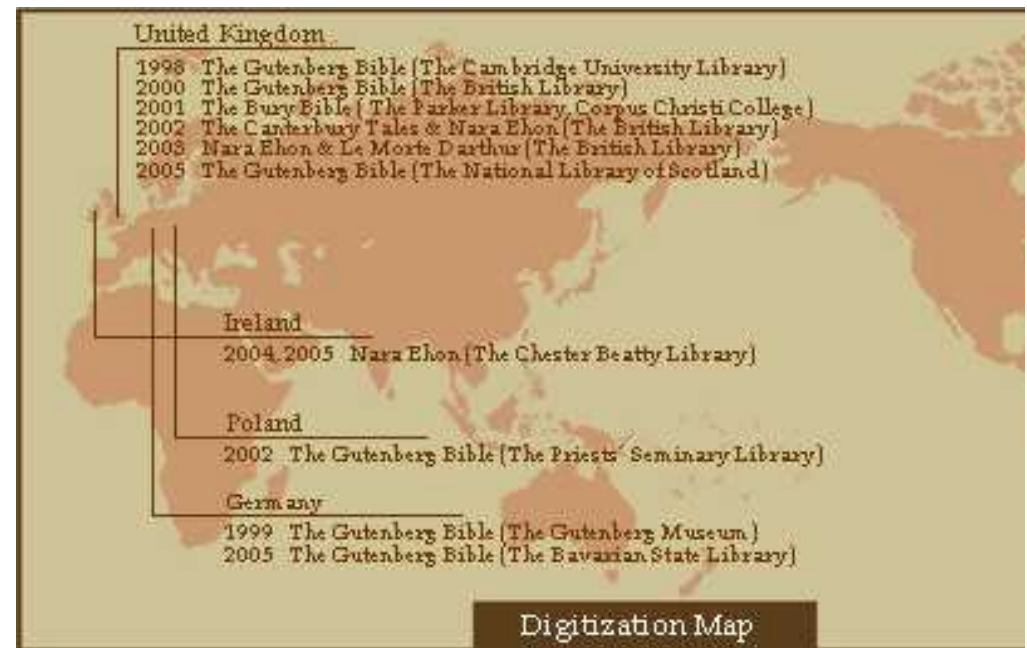 United Kingdom
1998 The Gutenberg Bible (The Cambridge University Library)
2000 The Gutenberg Bible (The British Library)
2001 The Bury Bible ( The Parker Library, Corpus Christi College)
2002 The Canterbury Tales & Nara Ehon (The British Library)
2003 Nara Ehon & Le Morte Darthur (The British Library)
2005 The Gutenberg Bible (The National Library of Scotland)
Ireland
2004, 2005 Nara Ehon (The Chester Beatty Library)
Poland
2002 The Gutenberg Bible (The Priests' Seminary Library)
Germany
1999 The Gutenberg Bible (The Gutenberg Museum )
2005 The Gutenberg Bible (The Bavarian State Library)
Digitization Map